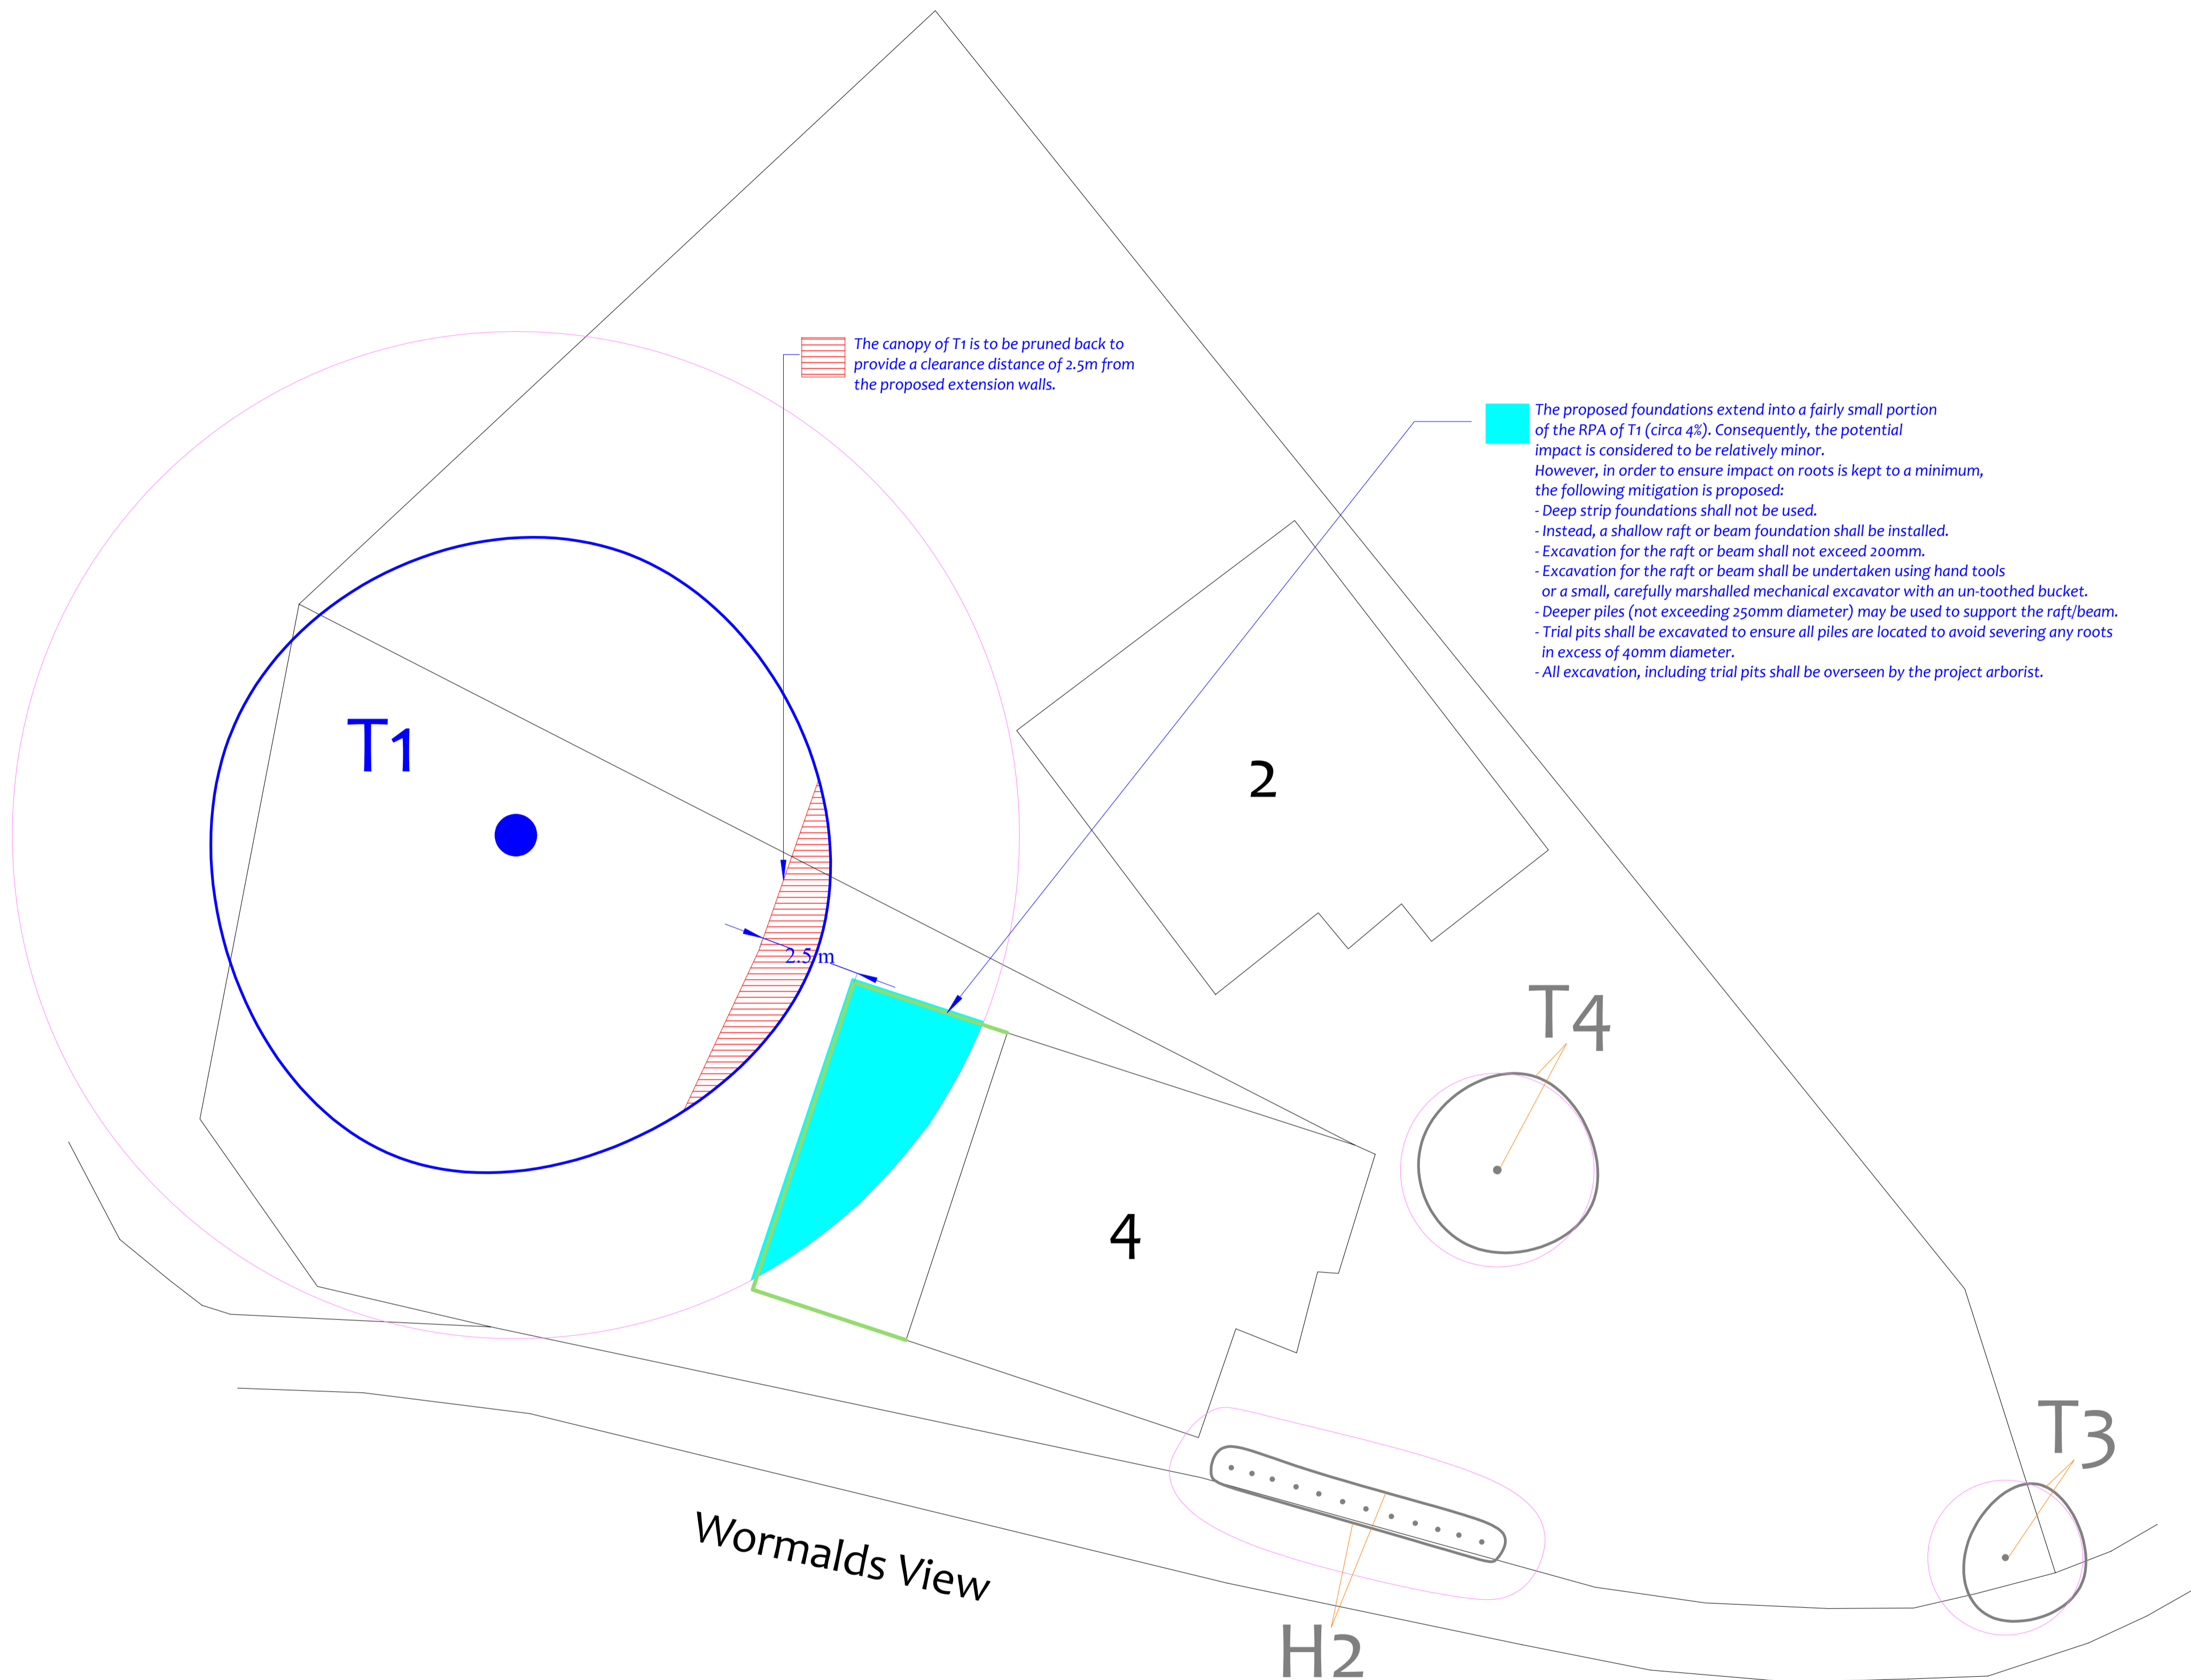 The canopy of T1 is to be pruned back to
provide a clearance distance of 2.5m from
the proposed extension walls.
The proposed foundations extend into a fairly small portion
of the RPA of T1 (circa 4%). Consequently, the potential
impact is considered to be relatively minor.
However, in order to ensure impact on roots is kept to a minimum,
the following mitigation is proposed:
- Deep strip foundations shall not be used.
- Instead, a shallow raft or beam foundation shall be installed.
- Excavation for the raft or beam shall not exceed 200mm.
- Excavation for the raft or beam shall be undertaken using hand tools
or a small, carefully marshalled mechanical excavator with an un-toothed bucket.
- Deeper piles (not exceeding 250mm diameter) may be used to support the raft/beam.
- Trial pits shall be excavated to ensure all piles are located to avoid severing any roots
in excess of 40mm diameter.
- All excavation, including trial pits shall be overseen by the project arborist.
T1
2
2.5 m
T4
4
T3
Wormalds View
H2